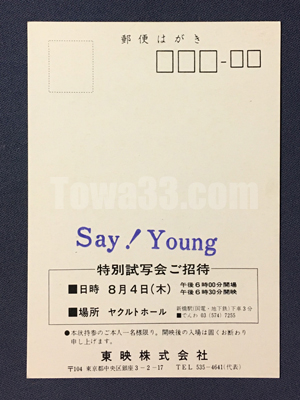 郵便はがき
Towa33.com
Say! Young
特別試写会ご招待
■日時 8月4日(木) 午後6時00分開場
午後6時30分開映
■場所 ヤクルトホール 新橋駅(国電・地下鉄)下車3分
■でんわ 03 (574) 7255
●本状持参のご本人一名様限り。開映後の入場は固くお断わり
申し上げます。
東映株式会社
〒104 東京都中央区銀座3-2-17 TEL 535-4641(代表)